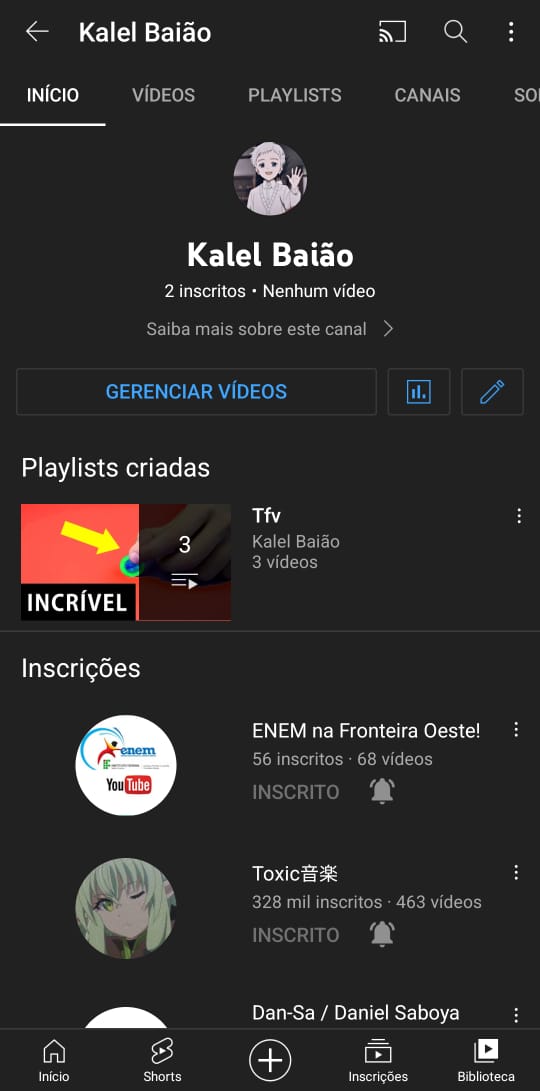 Kalel Baião
INÍCIO VÍDEOS PLAYLISTS CANAIS
Kalel Baião
2 inscritos • Nenhum vídeo
Saiba mais sobre este canal
GERENCIAR VÍDEOS
Playlists criadas
INCRÍVEL
3
Tfv
Kalel Baião
3 vídeos
Inscrições
enem
YouTube
ENEM na Fronteira Oeste!
56 inscritos · 68 vídeos
INSCRITO
Toxic音楽
328 mil inscritos · 463 vídeos
INSCRITO
Dan-Sa / Daniel Saboya
Início Shorts Inscrições Biblioteca